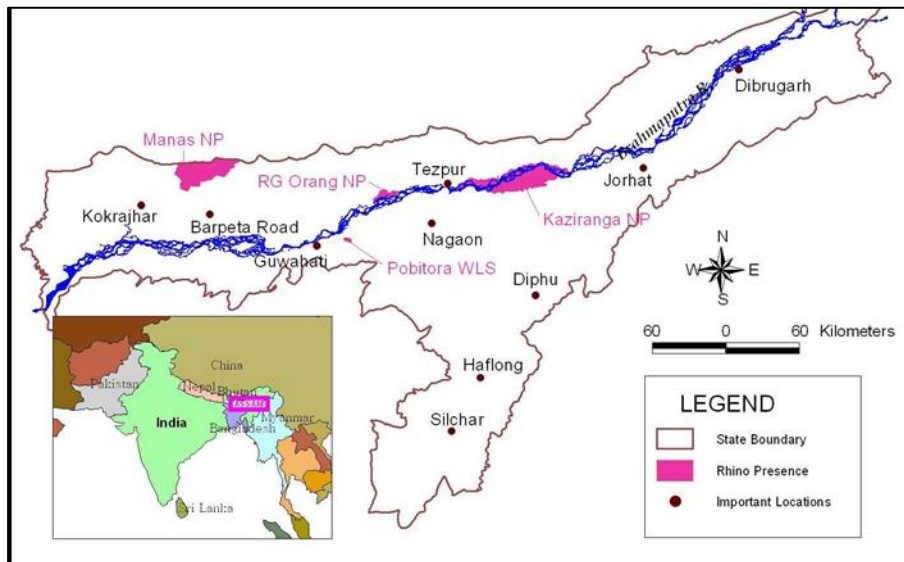 Dibrugarh
Brahmaputra R.
Manas NP
Tezpur
Jorhat
RG Orang NP
Kokrajhar
Barpeta Road
Kaziranga NP
Nagaon
Guwahati
Pobitora WLS
N
W E
S
Diphu
60 0 60 Kilometers
China
Haflong
Pakistan
Nepal
Bhutan
ASSAM
India
Myanmar
Bangladesh
Silchar
Sri Lanka
LEGEND
State Boundary
Rhino Presence
Important Locations